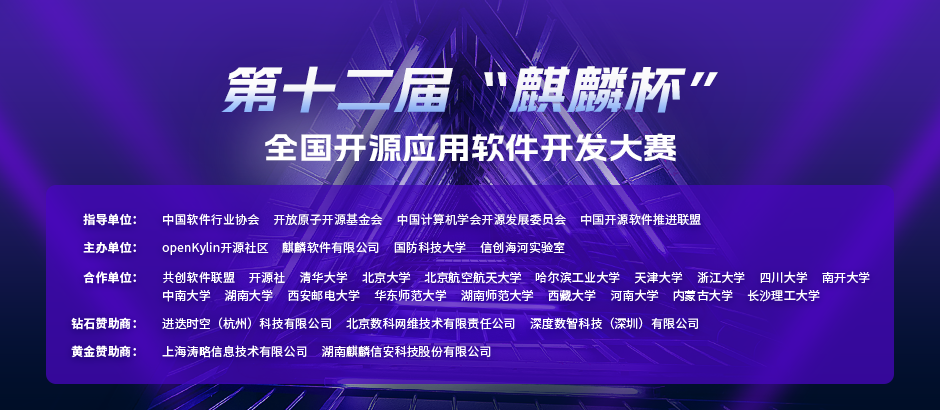 第十二届“麒麟杯”
全国开源应用软件开发大赛
指导单位： 中国软件行业协会 开放原子开源基金会 中国计算机学会开源发展委员会 中国开源软件推进联盟
主办单位： openKylin开源社区 麒麟软件有限公司 国防科技大学 信创海河实验室
合作单位： 共创软件联盟 开源社 清华大学 北京大学 北京航空航天大学 哈尔滨工业大学 天津大学 浙江大学 四川大学 南开大学
中南大学 湖南大学 西安邮电大学 华东师范大学 湖南师范大学 西藏大学 河南大学 内蒙古大学 长沙理工大学
钻石赞助商： 进迭时空（杭州）科技有限公司 北京数科网维技术有限责任公司 深度数智科技（深圳）有限公司
黄金赞助商： 上海涛略信息技术有限公司 湖南麒麟信安科技股份有限公司